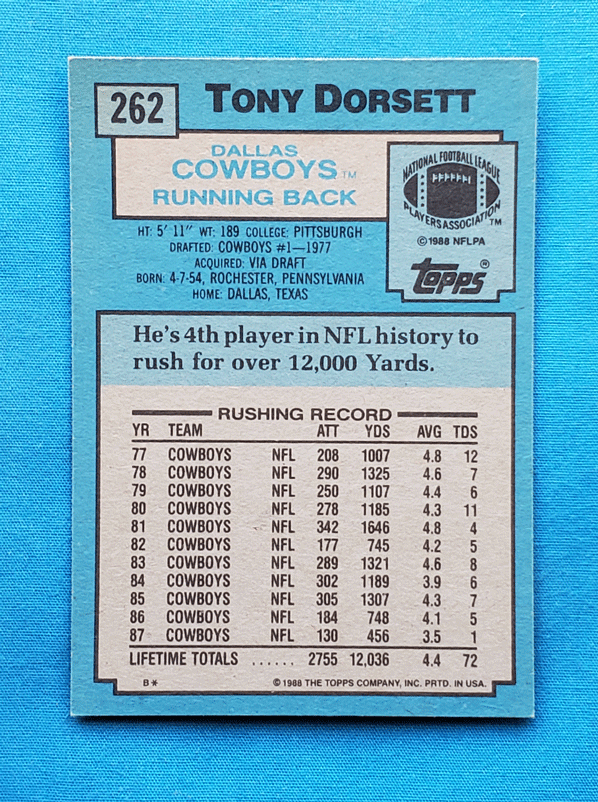 262
TONY DORSETT
DALLAS
COWBOYS™
RUNNING BACK
NATIONAL FOOTBALL LEAGUE
PLAYERS ASSOCIATION™
© 1988 NFLPA
topps®
HT: 5' 11" WT: 189 COLLEGE: PITTSBURGH
DRAFTED: COWBOYS #1—1977
ACQUIRED: VIA DRAFT
BORN: 4-7-54, ROCHESTER, PENNSYLVANIA
HOME: DALLAS, TEXAS
He's 4th player in NFL history to
rush for over 12,000 Yards.
RUSHING RECORD
YR TEAM ATT YDS AVG TDS
77 COWBOYS NFL 208 1007 4.8 12
78 COWBOYS NFL 290 1325 4.6 7
79 COWBOYS NFL 250 1107 4.4 6
80 COWBOYS NFL 278 1185 4.3 11
81 COWBOYS NFL 342 1646 4.8 4
82 COWBOYS NFL 177 745 4.2 5
83 COWBOYS NFL 289 1321 4.6 8
84 COWBOYS NFL 302 1189 3.9 6
85 COWBOYS NFL 305 1307 4.3 7
86 COWBOYS NFL 184 748 4.1 5
87 COWBOYS NFL 130 456 3.5 1
LIFETIME TOTALS ...... 2755 12,036 4.4 72
B* © 1988 THE TOPPS COMPANY, INC. PRTD. IN USA.